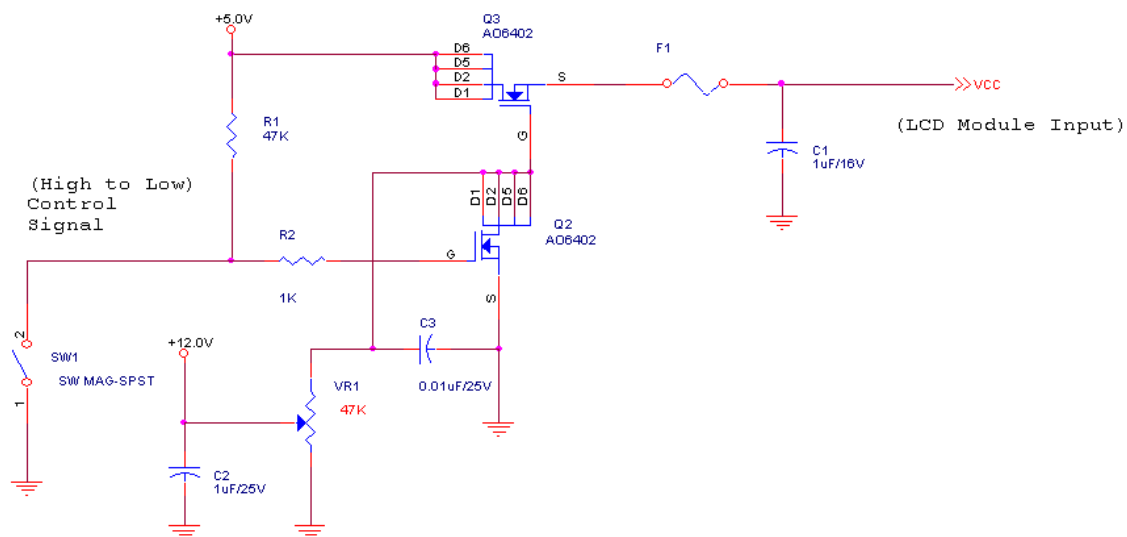 +5.0V
Q3
AO6402
D6
D5
D2
D1
S
G
F1
VCC
(LCD Module Input)
R1
47K
C1
1uF/16V
(High to Low)
Control
Signal
D1
D2
D5
D6
Q2
AO6402
R2
1K
G
S
2
SW1
SW MAG-SPST
1
+12.0V
C3
0.01uF/25V
VR1
47K
C2
1uF/25V